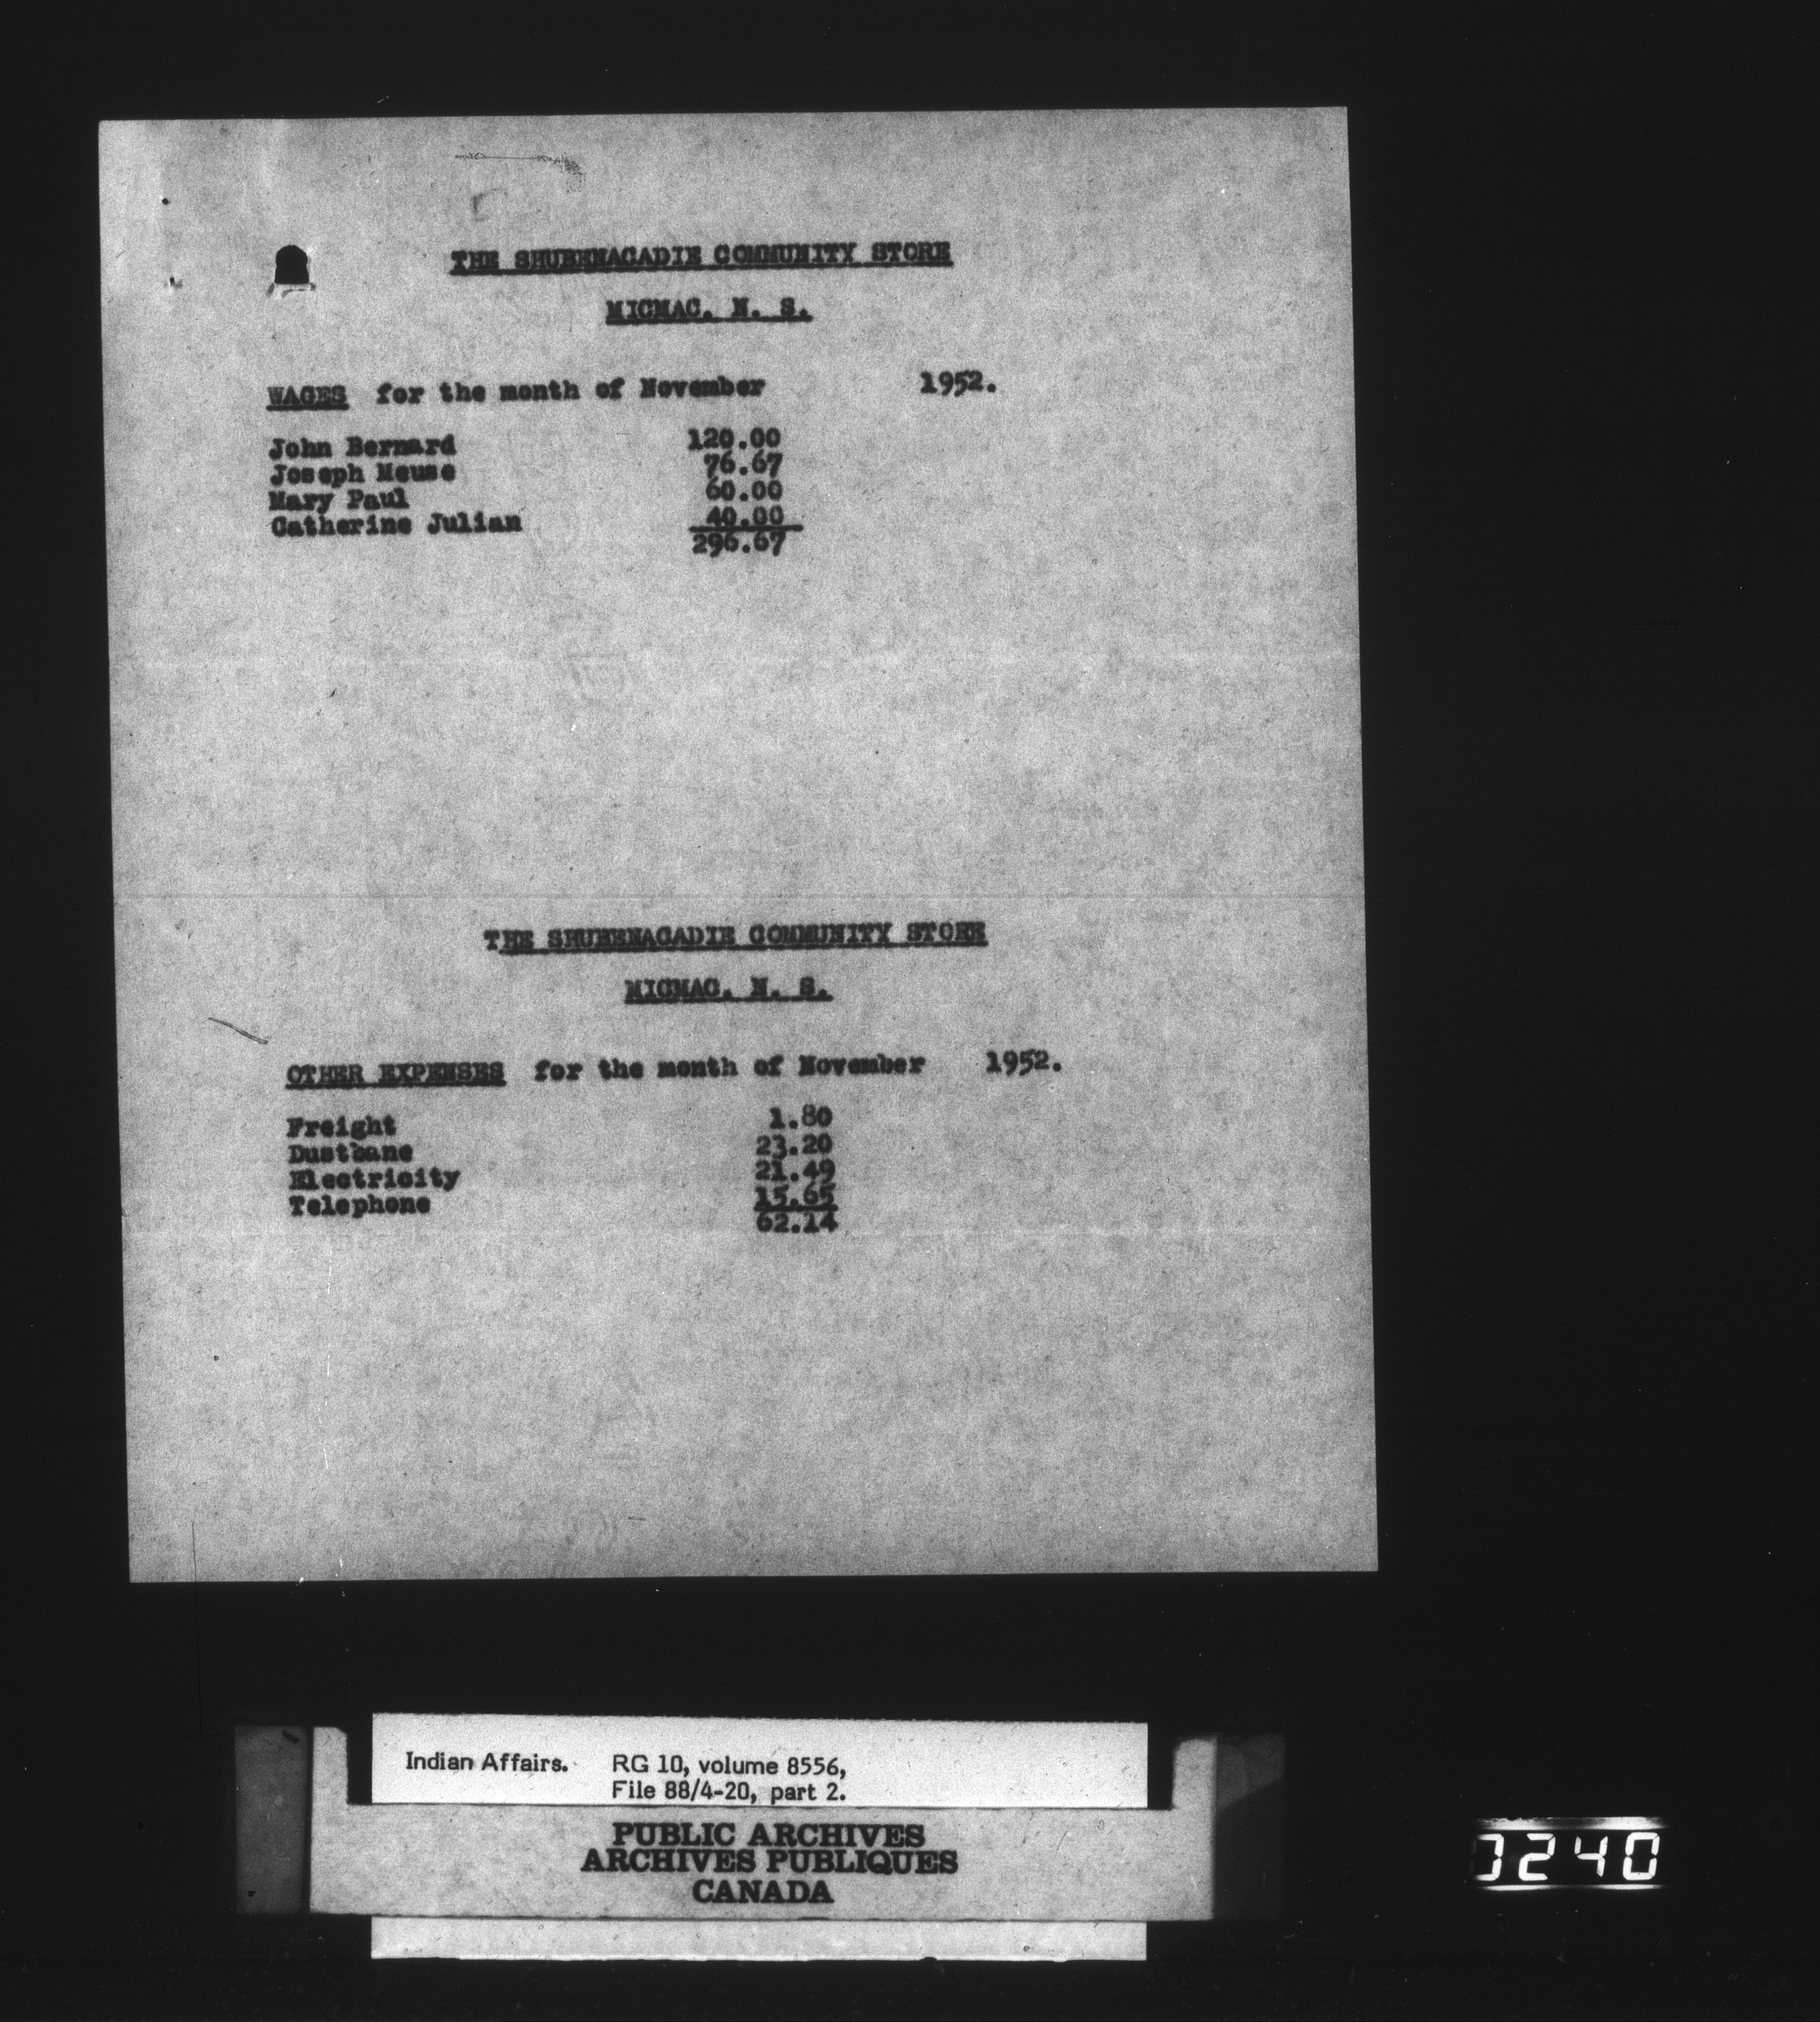 THE SHUBENACADIE COMMUNITY STORE
MICMAC, N. S.
WAGES for the month of November 1952.
John Bernard 120.00
Joseph Meuse 76.67
Mary Paul 60.00
Catherine Julian 40.00
296.67
THE SHUBENACADIE COMMUNITY STORE
MICMAC, N. S.
OTHER EXPENSES for the month of November 1952.
Freight 1.80
Dustbane 23.20
Electricity 21.49
Telephone 15.65
62.14
Indian Affairs. RG 10, volume 8556,
File 88/4-20, part 2.
PUBLIC ARCHIVES
ARCHIVES PUBLIQUES
CANADA
0240